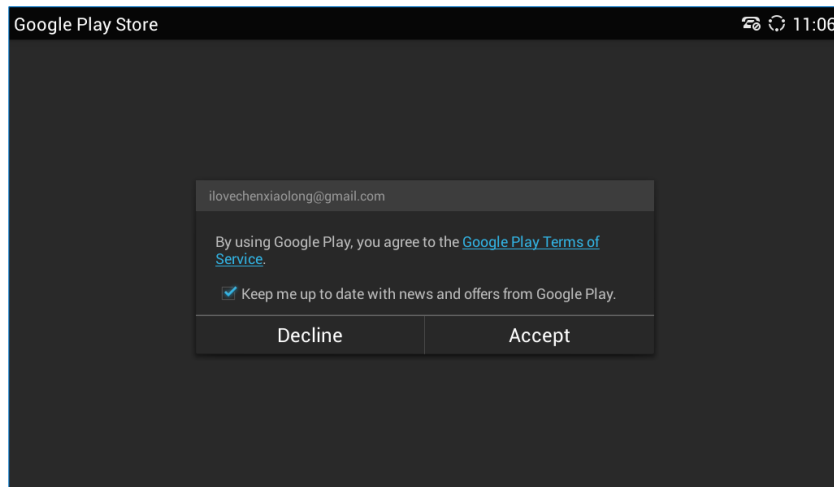 Google Play Store
11:06
ilovechenxiaolong@gmail.com
By using Google Play, you agree to the Google Play Terms of
Service.
Keep me up to date with news and offers from Google Play.
Decline
Accept